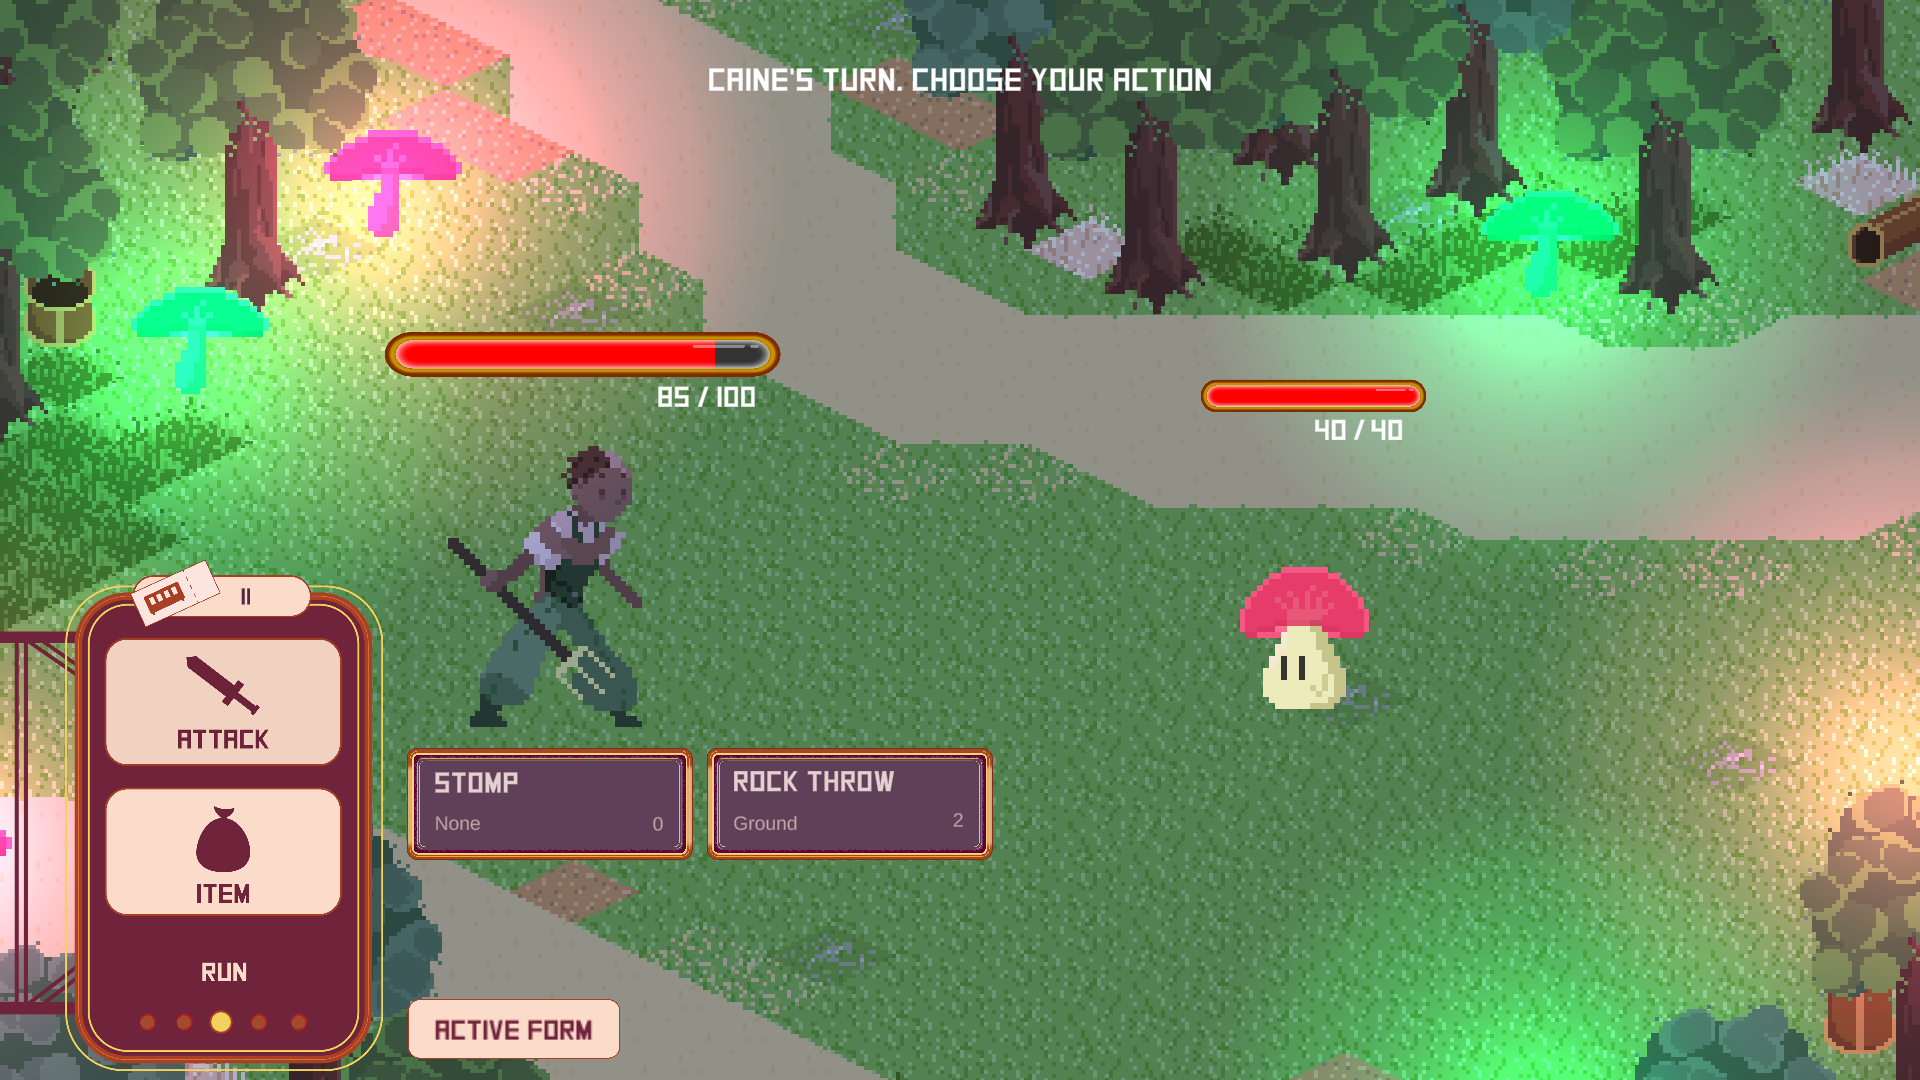 CAINE'S TURN. CHOOSE YOUR ACTION
85 / 100
40 / 40
II
ATTACK
ITEM
RUN
STOMP
None 0
ROCK THROW
Ground 2
ACTIVE FORM